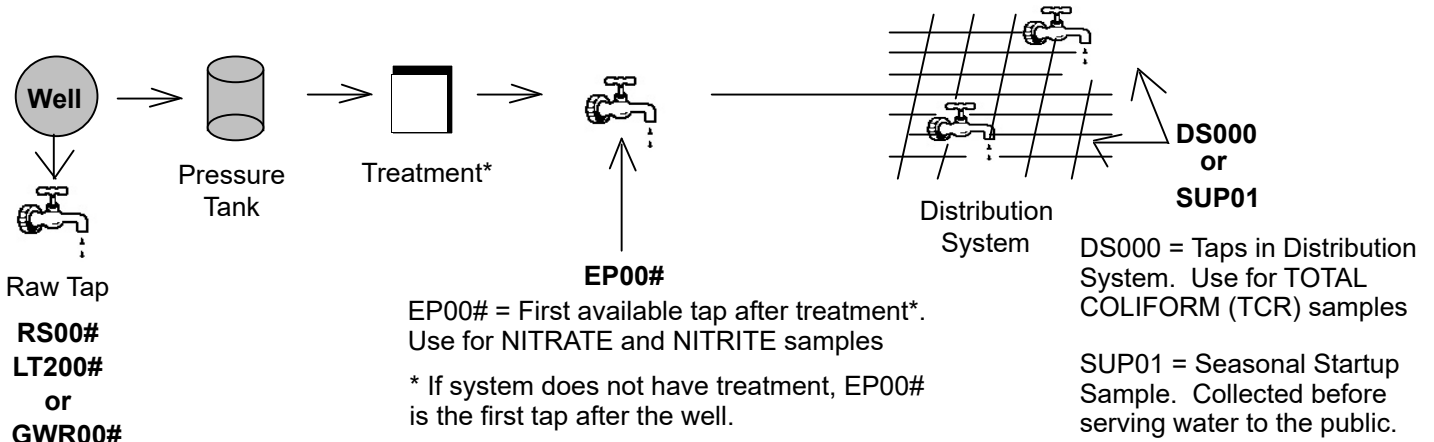 Well
Pressure
Tank
Treatment*
Raw Tap
RS00#
LT200#
or
GWR00#
EP00#
EP00# = First available tap after treatment*.
Use for NITRATE and NITRITE samples
* If system does not have treatment, EP00#
is the first tap after the well.
Distribution
System
DS000
or
SUP01
DS000 = Taps in Distribution
System. Use for TOTAL
COLIFORM (TCR) samples
SUP01 = Seasonal Startup
Sample. Collected before
serving water to the public.